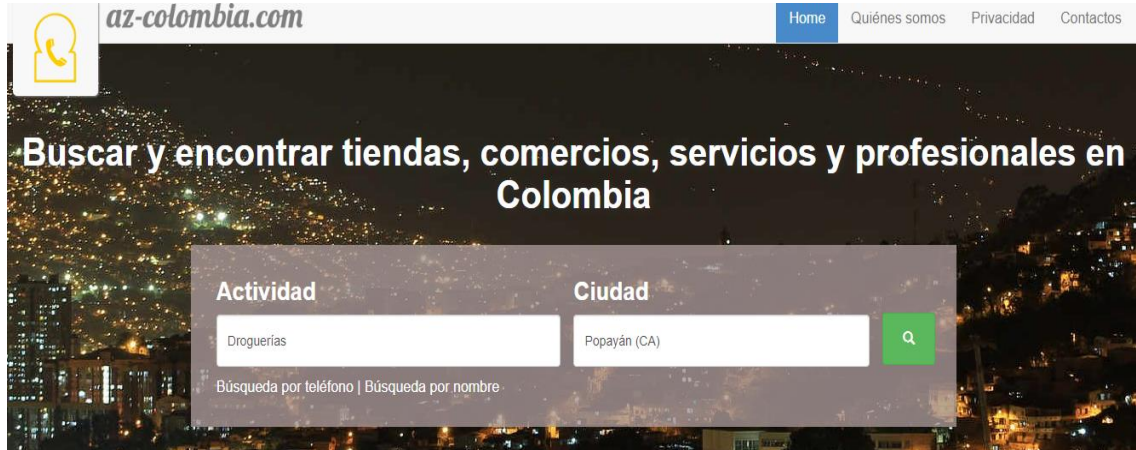 az-colombia.com
Home Quiénes somos Privacidad Contactos
Buscar y encontrar tiendas, comercios, servicios y profesionales en
Colombia
Actividad Ciudad
Droguerías Popayán (CA)
Búsqueda por teléfono | Búsqueda por nombre